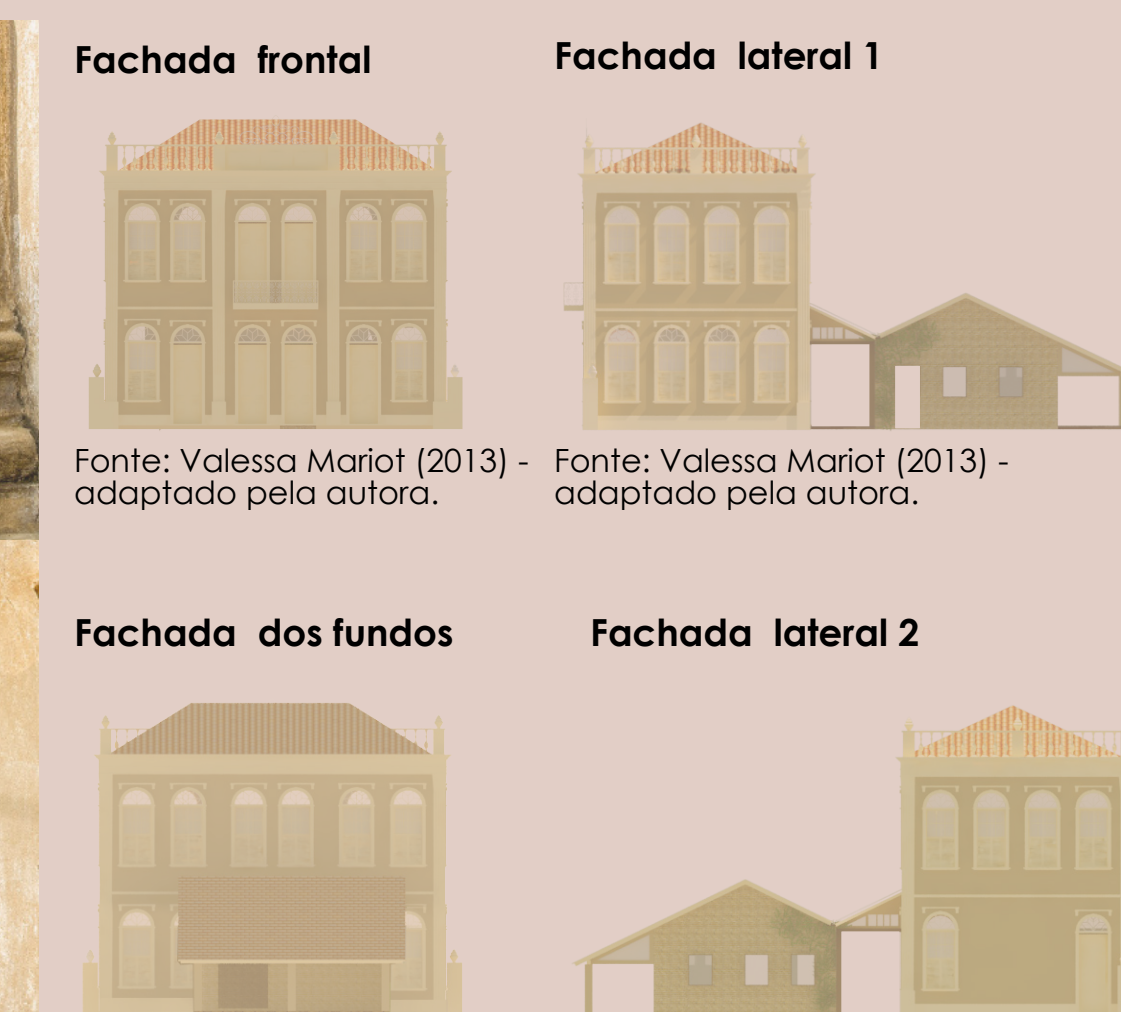 Fachada frontal
Fachada lateral 1
Fonte: Valessa Mariot (2013) -
adaptado pela autora.
Fonte: Valessa Mariot (2013) -
adaptado pela autora.
Fachada dos fundos
Fachada lateral 2